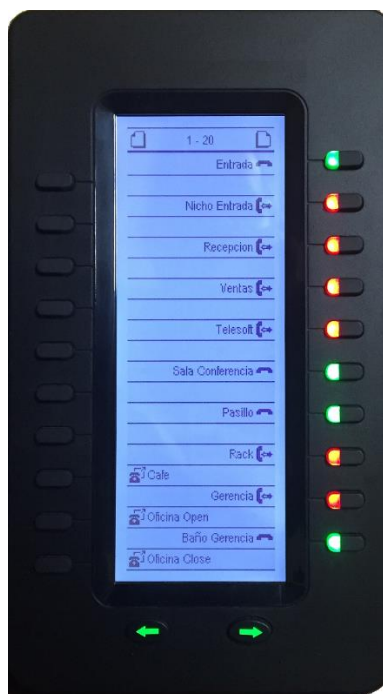 1 - 20
Entrada
Nicho Entrada
Recepcion
Ventas
Telesoft
Sala Conferencia
Pasillo
Rack
Cafe
Gerencia
Oficina Open
Baño Gerencia
Oficina Close